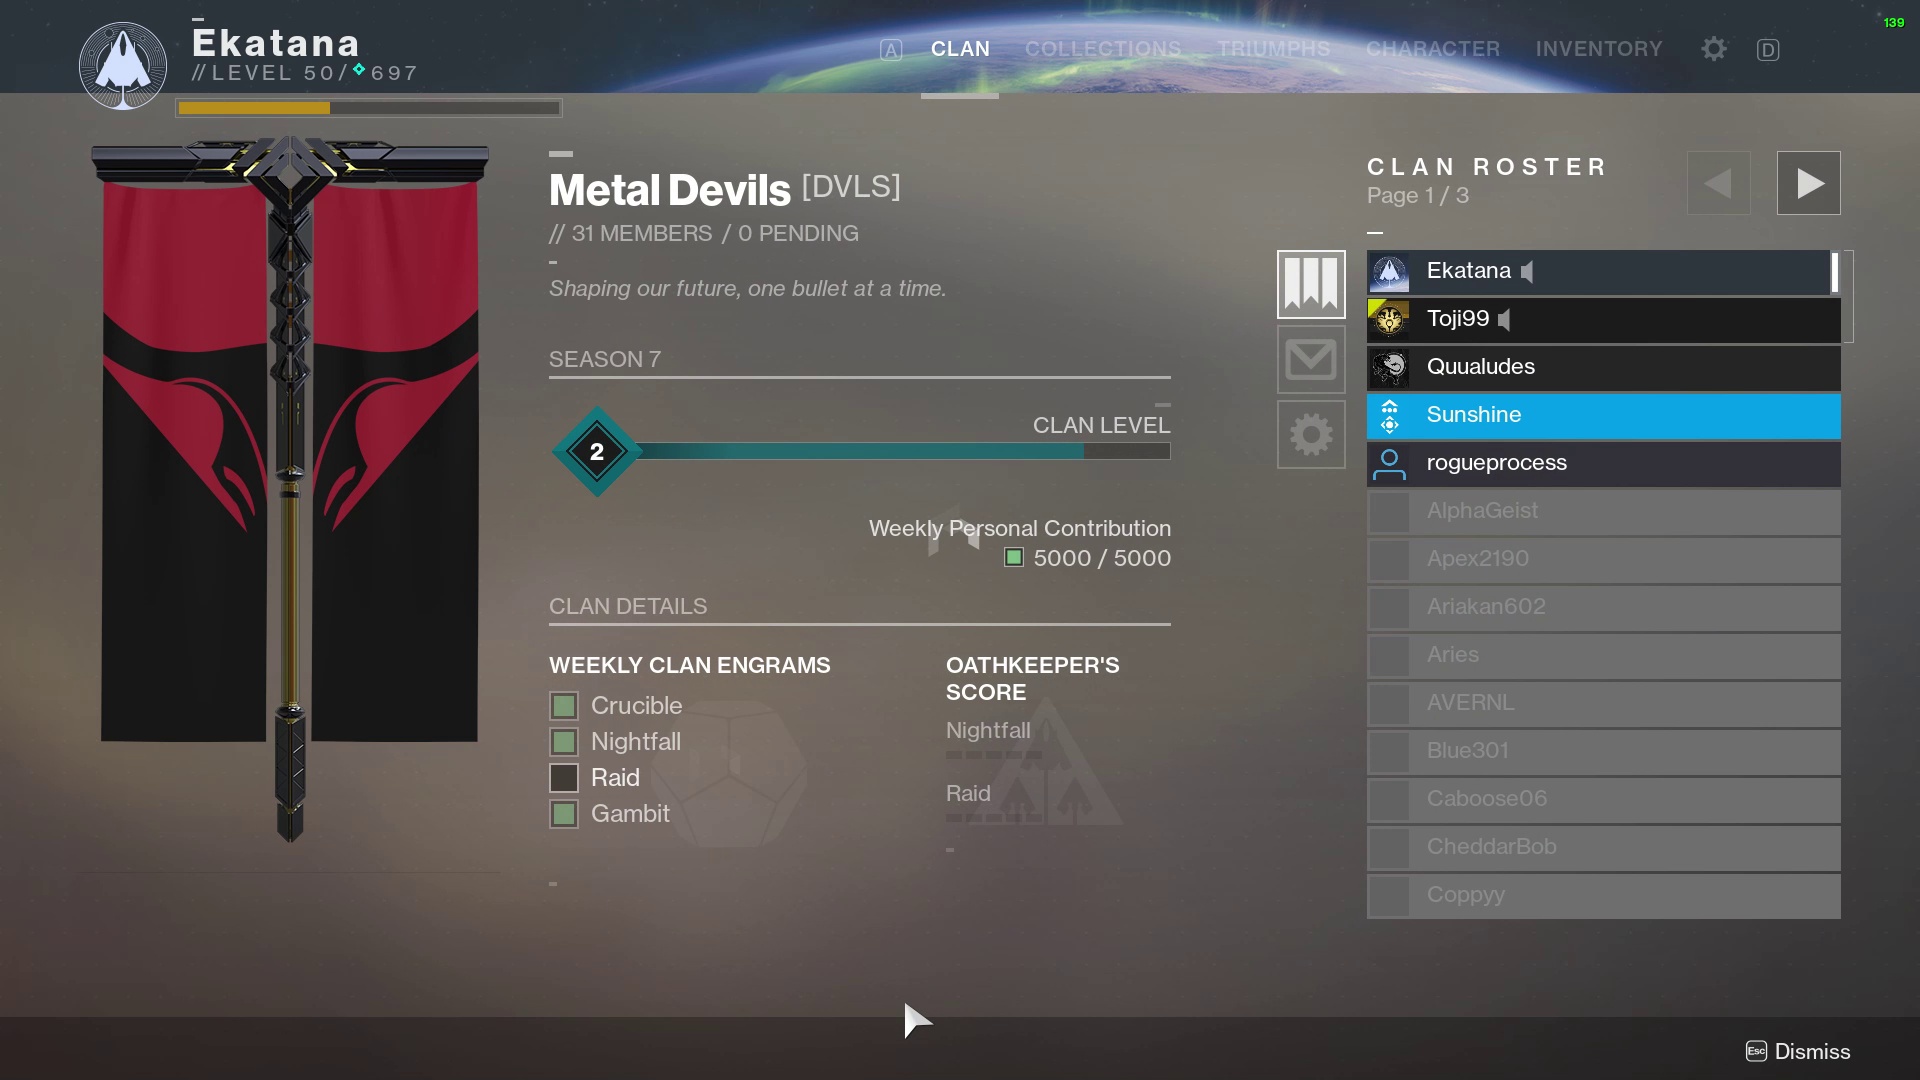 139
Ekatana
// LEVEL 50/ 697
A CLAN COLLECTIONS TRIUMPHS CHARACTER INVENTORY D
Metal Devils [DVLS]
// 31 MEMBERS / 0 PENDING
Shaping our future, one bullet at a time.
SEASON 7
CLAN LEVEL
2
Weekly Personal Contribution
5000 / 5000
CLAN DETAILS
WEEKLY CLAN ENGRAMS
Crucible
Nightfall
Raid
Gambit
OATHKEEPER'S
SCORE
Nightfall
Raid
CLAN ROSTER
Page 1 / 3
Ekatana
Toji99
Quualudes
Sunshine
rogueprocess
AlphaGeist
Apex2190
Ariakan602
Aries
AVERNL
Blue301
Caboose06
CheddarBob
Coppyy
Esc Dismiss